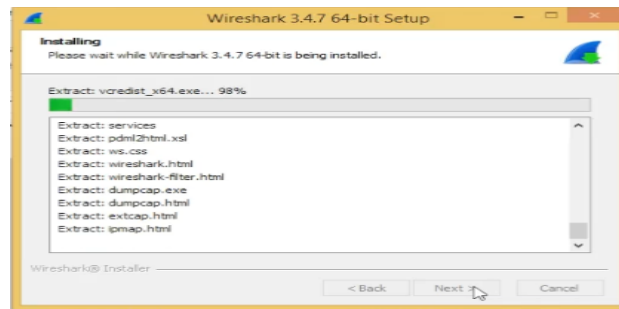 Wireshark 3.4.7 64-bit Setup
Installing
Please wait while Wireshark 3.4.7 64-bit is being installed.
Extract: vcredist_x64.exe... 98%
Extract: services
Extract: pdml2html.xsl
Extract: ws.css
Extract: wireshark.html
Extract: wireshark-filter.html
Extract: dumpcap.exe
Extract: dumpcap.html
Extract: extcap.html
Extract: ipmap.html
Wireshark® Installer
< Back Next > Cancel